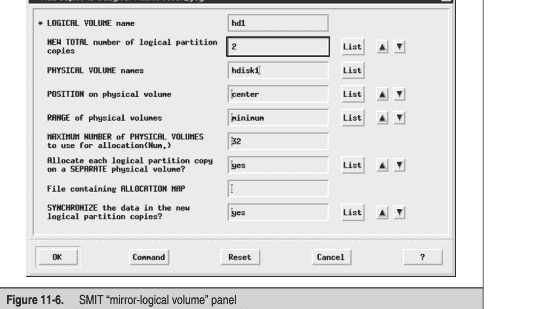 * LOGICAL VOLUME name hd1
NEW TOTAL number of logical partition
copies 2 List
PHYSICAL VOLUME names hdisk1 List
POSITION on physical volume center List
RANGE of physical volumes minimum List
MAXIMUM NUMBER of PHYSICAL VOLUMES
to use for allocation(Num.) 32
Allocate each logical partition copy
on a SEPARATE physical volume? yes List
File containing ALLOCATION MAP
SYNCHRONIZE the data in the new
logical partition copies? yes List
OK Command Reset Cancel ?
Figure 11-6. SMIT “mirror-logical volume” panel